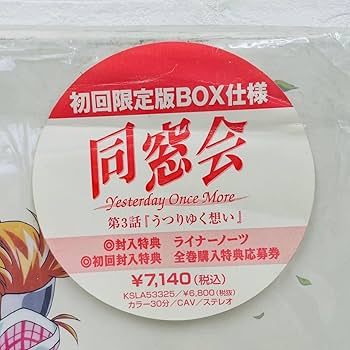 初回限定版BOX仕様
同窓会
Yesterday Once More
第3話『うつりゆく想い』
◎封入特典 ライナーノーツ
◎初回封入特典 全巻購入特典応募券
¥7,140(税込)
KSLA53325/¥6,800(税抜)
カラー30分/CAV/ステレオ